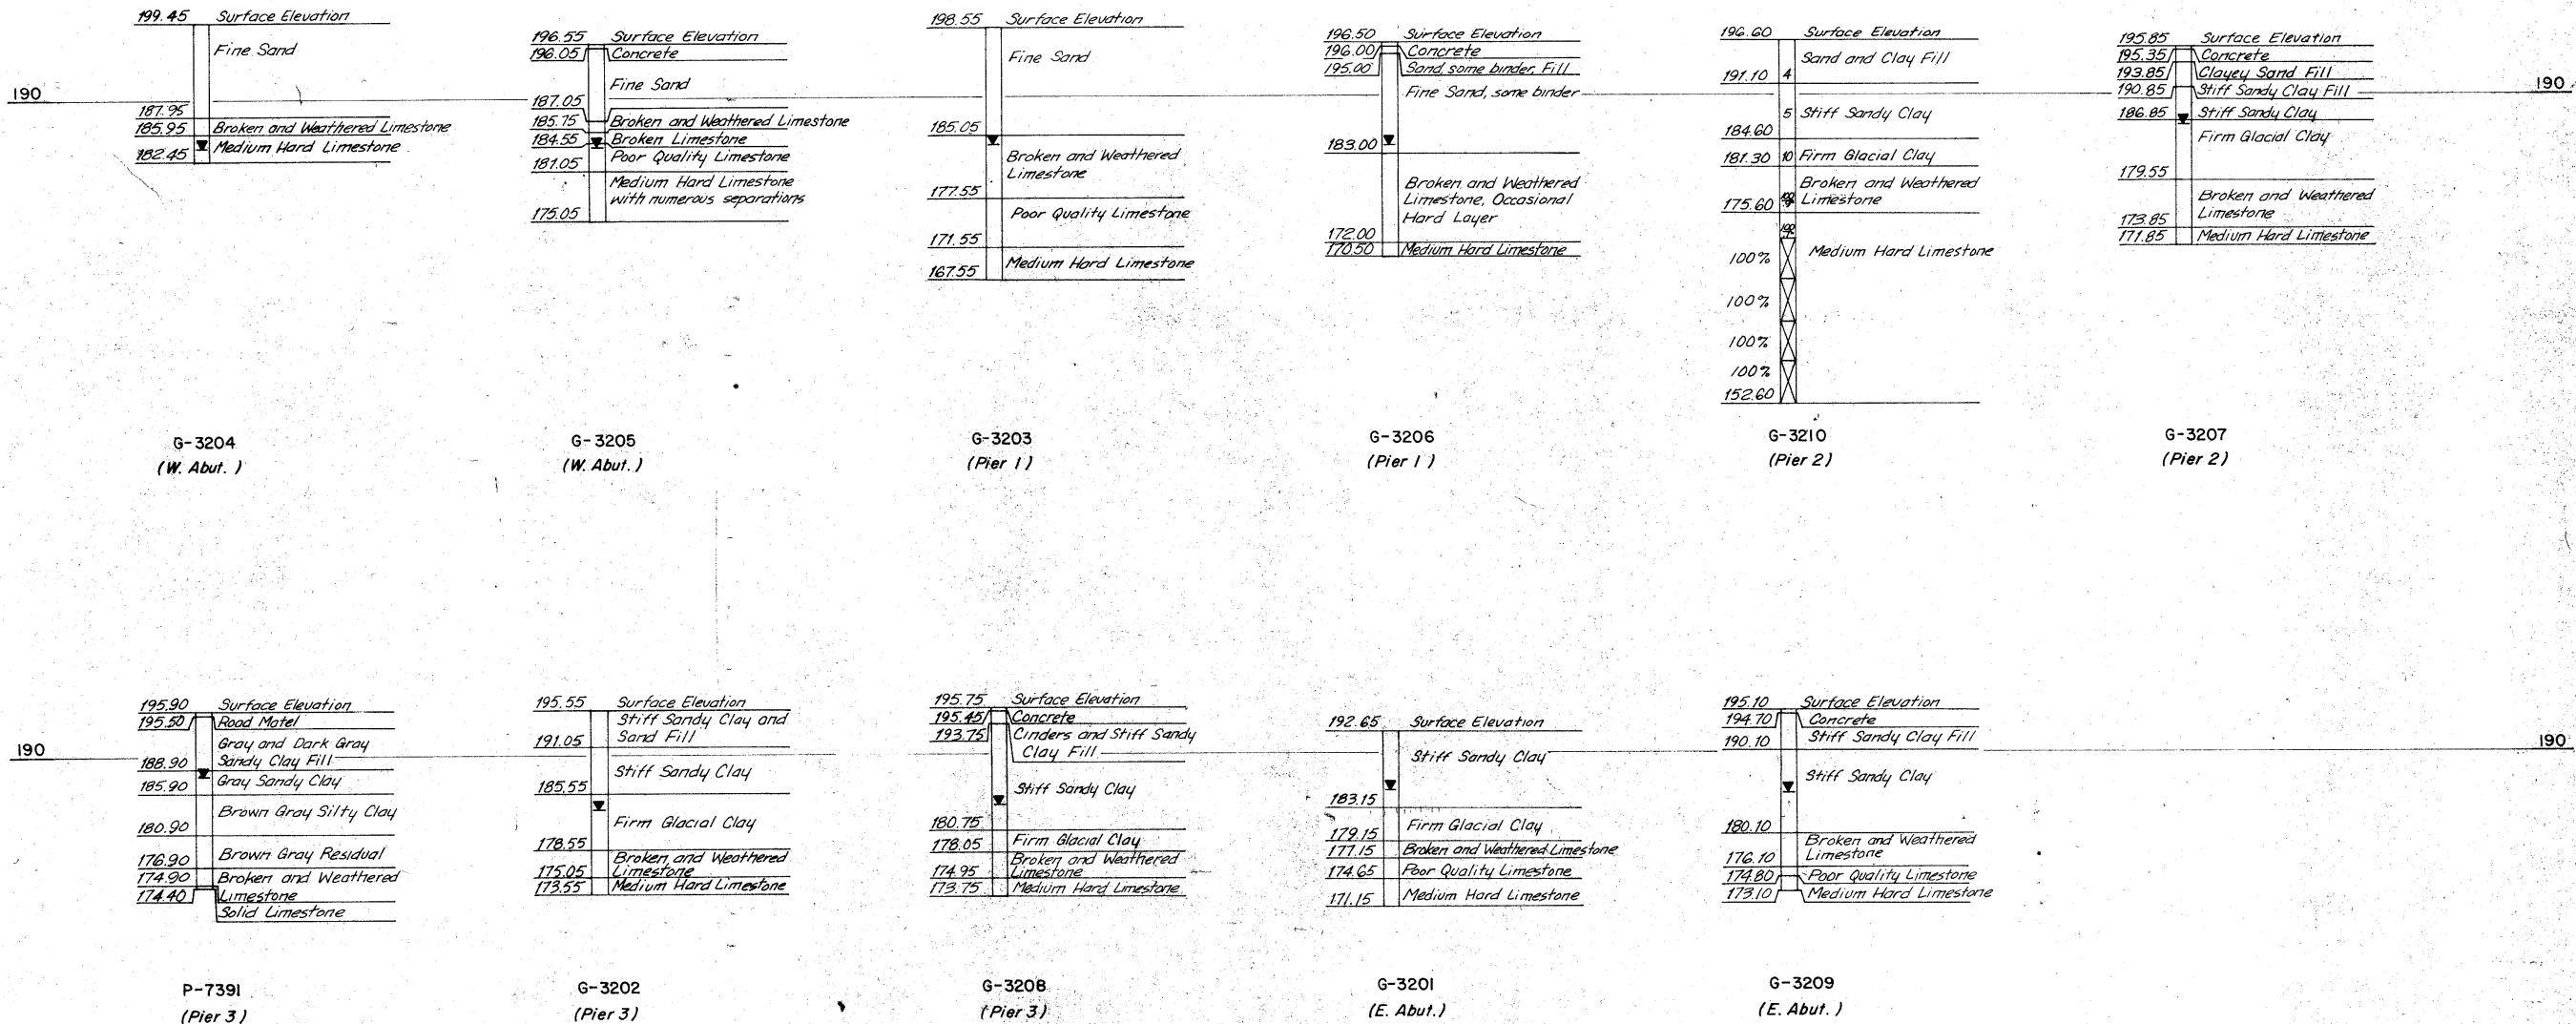 199.45 Surface Elevation
Fine Sand
187.95
185.95 Broken and Weathered Limestone
182.45 Medium Hard Limestone
G-3204
(W. Abut.)
196.55 Surface Elevation
196.05 Concrete
Fine Sand
187.05
185.75 Broken and Weathered Limestone
184.55 Broken Limestone
181.05 Poor Quality Limestone
Medium Hard Limestone
with numerous separations
175.05
G-3205
(W. Abut.)
198.55 Surface Elevation
Fine Sand
185.05
Broken and Weathered
Limestone
177.55
Poor Quality Limestone
171.55
167.55 Medium Hard Limestone
G-3203
(Pier 1)
196.50 Surface Elevation
196.00 Concrete
195.00 Sand, some binder, Fill
Fine Sand, some binder
183.00
Broken and Weathered
Limestone, Occasional
Hard Layer
172.00
170.50 Medium Hard Limestone
G-3206
(Pier 1)
196.60 Surface Elevation
Sand and Clay Fill
191.10 4
5 Stiff Sandy Clay
184.60
181.30 10 Firm Glacial Clay
Broken and Weathered
175.60 Limestone
100% Medium Hard Limestone
100%
100%
100%
152.60
G-3210
(Pier 2)
195.85 Surface Elevation
195.35 Concrete
193.85 Clayey Sand Fill
190.85 Stiff Sandy Clay Fill
186.85 Stiff Sandy Clay
Firm Glacial Clay
179.55
Broken and Weathered
173.85 Limestone
171.85 Medium Hard Limestone
G-3207
(Pier 2)
190
190
195.90 Surface Elevation
195.50 Road Matel
Gray and Dark Gray
188.90 Sandy Clay Fill
185.90 Gray Sandy Clay
Brown Gray Silty Clay
180.90
176.90 Brown Gray Residual
174.90 Broken and Weathered
174.40 Limestone
Solid Limestone
P-7391
(Pier 3)
195.55 Surface Elevation
Stiff Sandy Clay and
191.05 Sand Fill
Stiff Sandy Clay
185.55
Firm Glacial Clay
178.55
Broken and Weathered
175.05 Limestone
173.55 Medium Hard Limestone
G-3202
(Pier 3)
195.75 Surface Elevation
195.45 Concrete
193.75 Cinders and Stiff Sandy
Clay Fill
Stiff Sandy Clay
180.75
178.05 Firm Glacial Clay
Broken and Weathered
174.95 Limestone
173.75 Medium Hard Limestone
G-3208
(Pier 3)
192.65 Surface Elevation
Stiff Sandy Clay
183.15
Firm Glacial Clay
179.15
177.15 Broken and Weathered Limestone
174.65 Poor Quality Limestone
171.15 Medium Hard Limestone
G-3201
(E. Abut.)
195.10 Surface Elevation
194.70 Concrete
190.10 Stiff Sandy Clay Fill
Stiff Sandy Clay
180.10
Broken and Weathered
176.10 Limestone
174.80 Poor Quality Limestone
173.10 Medium Hard Limestone
G-3209
(E. Abut.)
190
190